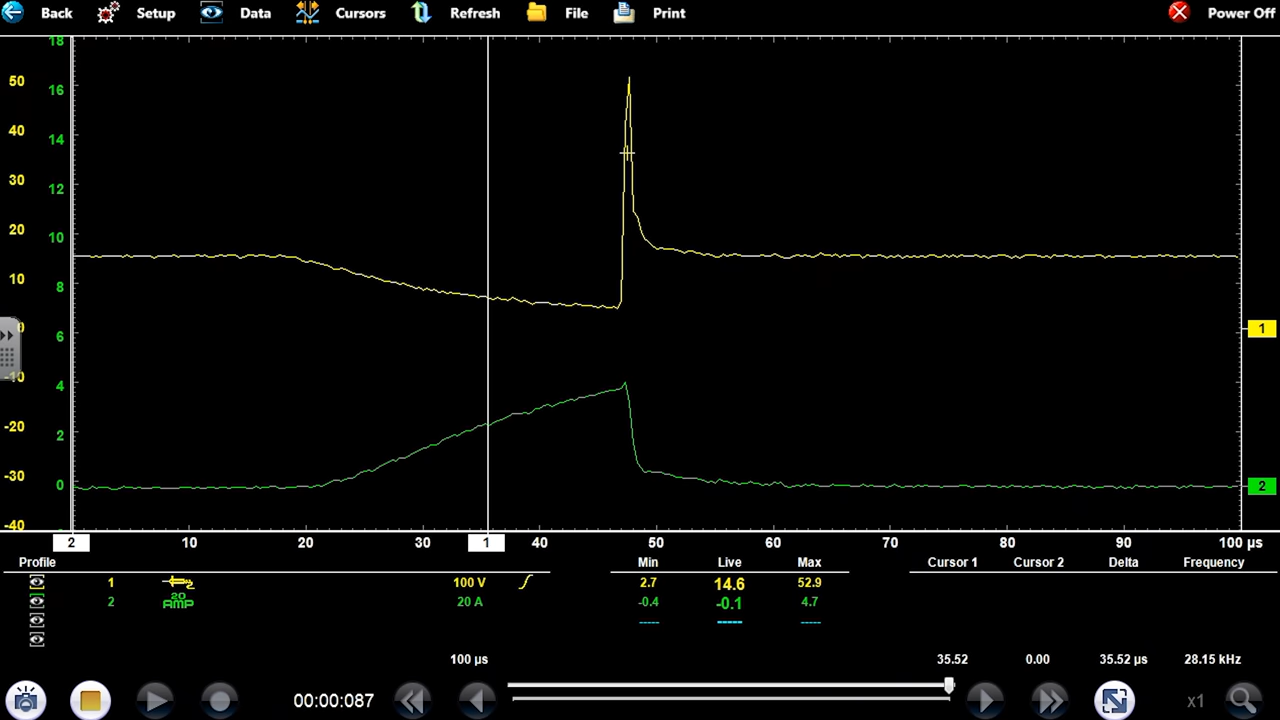 Back Setup Data Cursors Refresh File Print Power Off
18
50 16
40 14
30 12
20 10
10 8
0 6
1
-10 4
-20 2
-30 0
2
-40
2 10 20 30 1 40 50 60 70 80 90 100 µs
Profile Min Live Max Cursor 1 Cursor 2 Delta Frequency
1 2 100 V 2.7 14.6 52.9
2 20 AMP 20 A -0.4 -0.1 4.7
----- ----- -----
100 µs 35.52 0.00 35.52 µs 28.15 kHz
00:00:087 x1